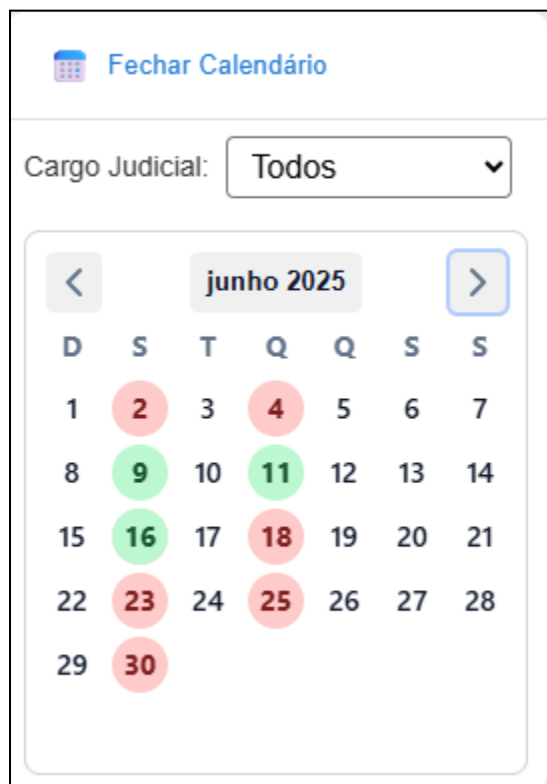 Fechar Calendário
Cargo Judicial: Todos
junho 2025
D S T Q Q S S
1 2 3 4 5 6 7
8 9 10 11 12 13 14
15 16 17 18 19 20 21
22 23 24 25 26 27 28
29 30